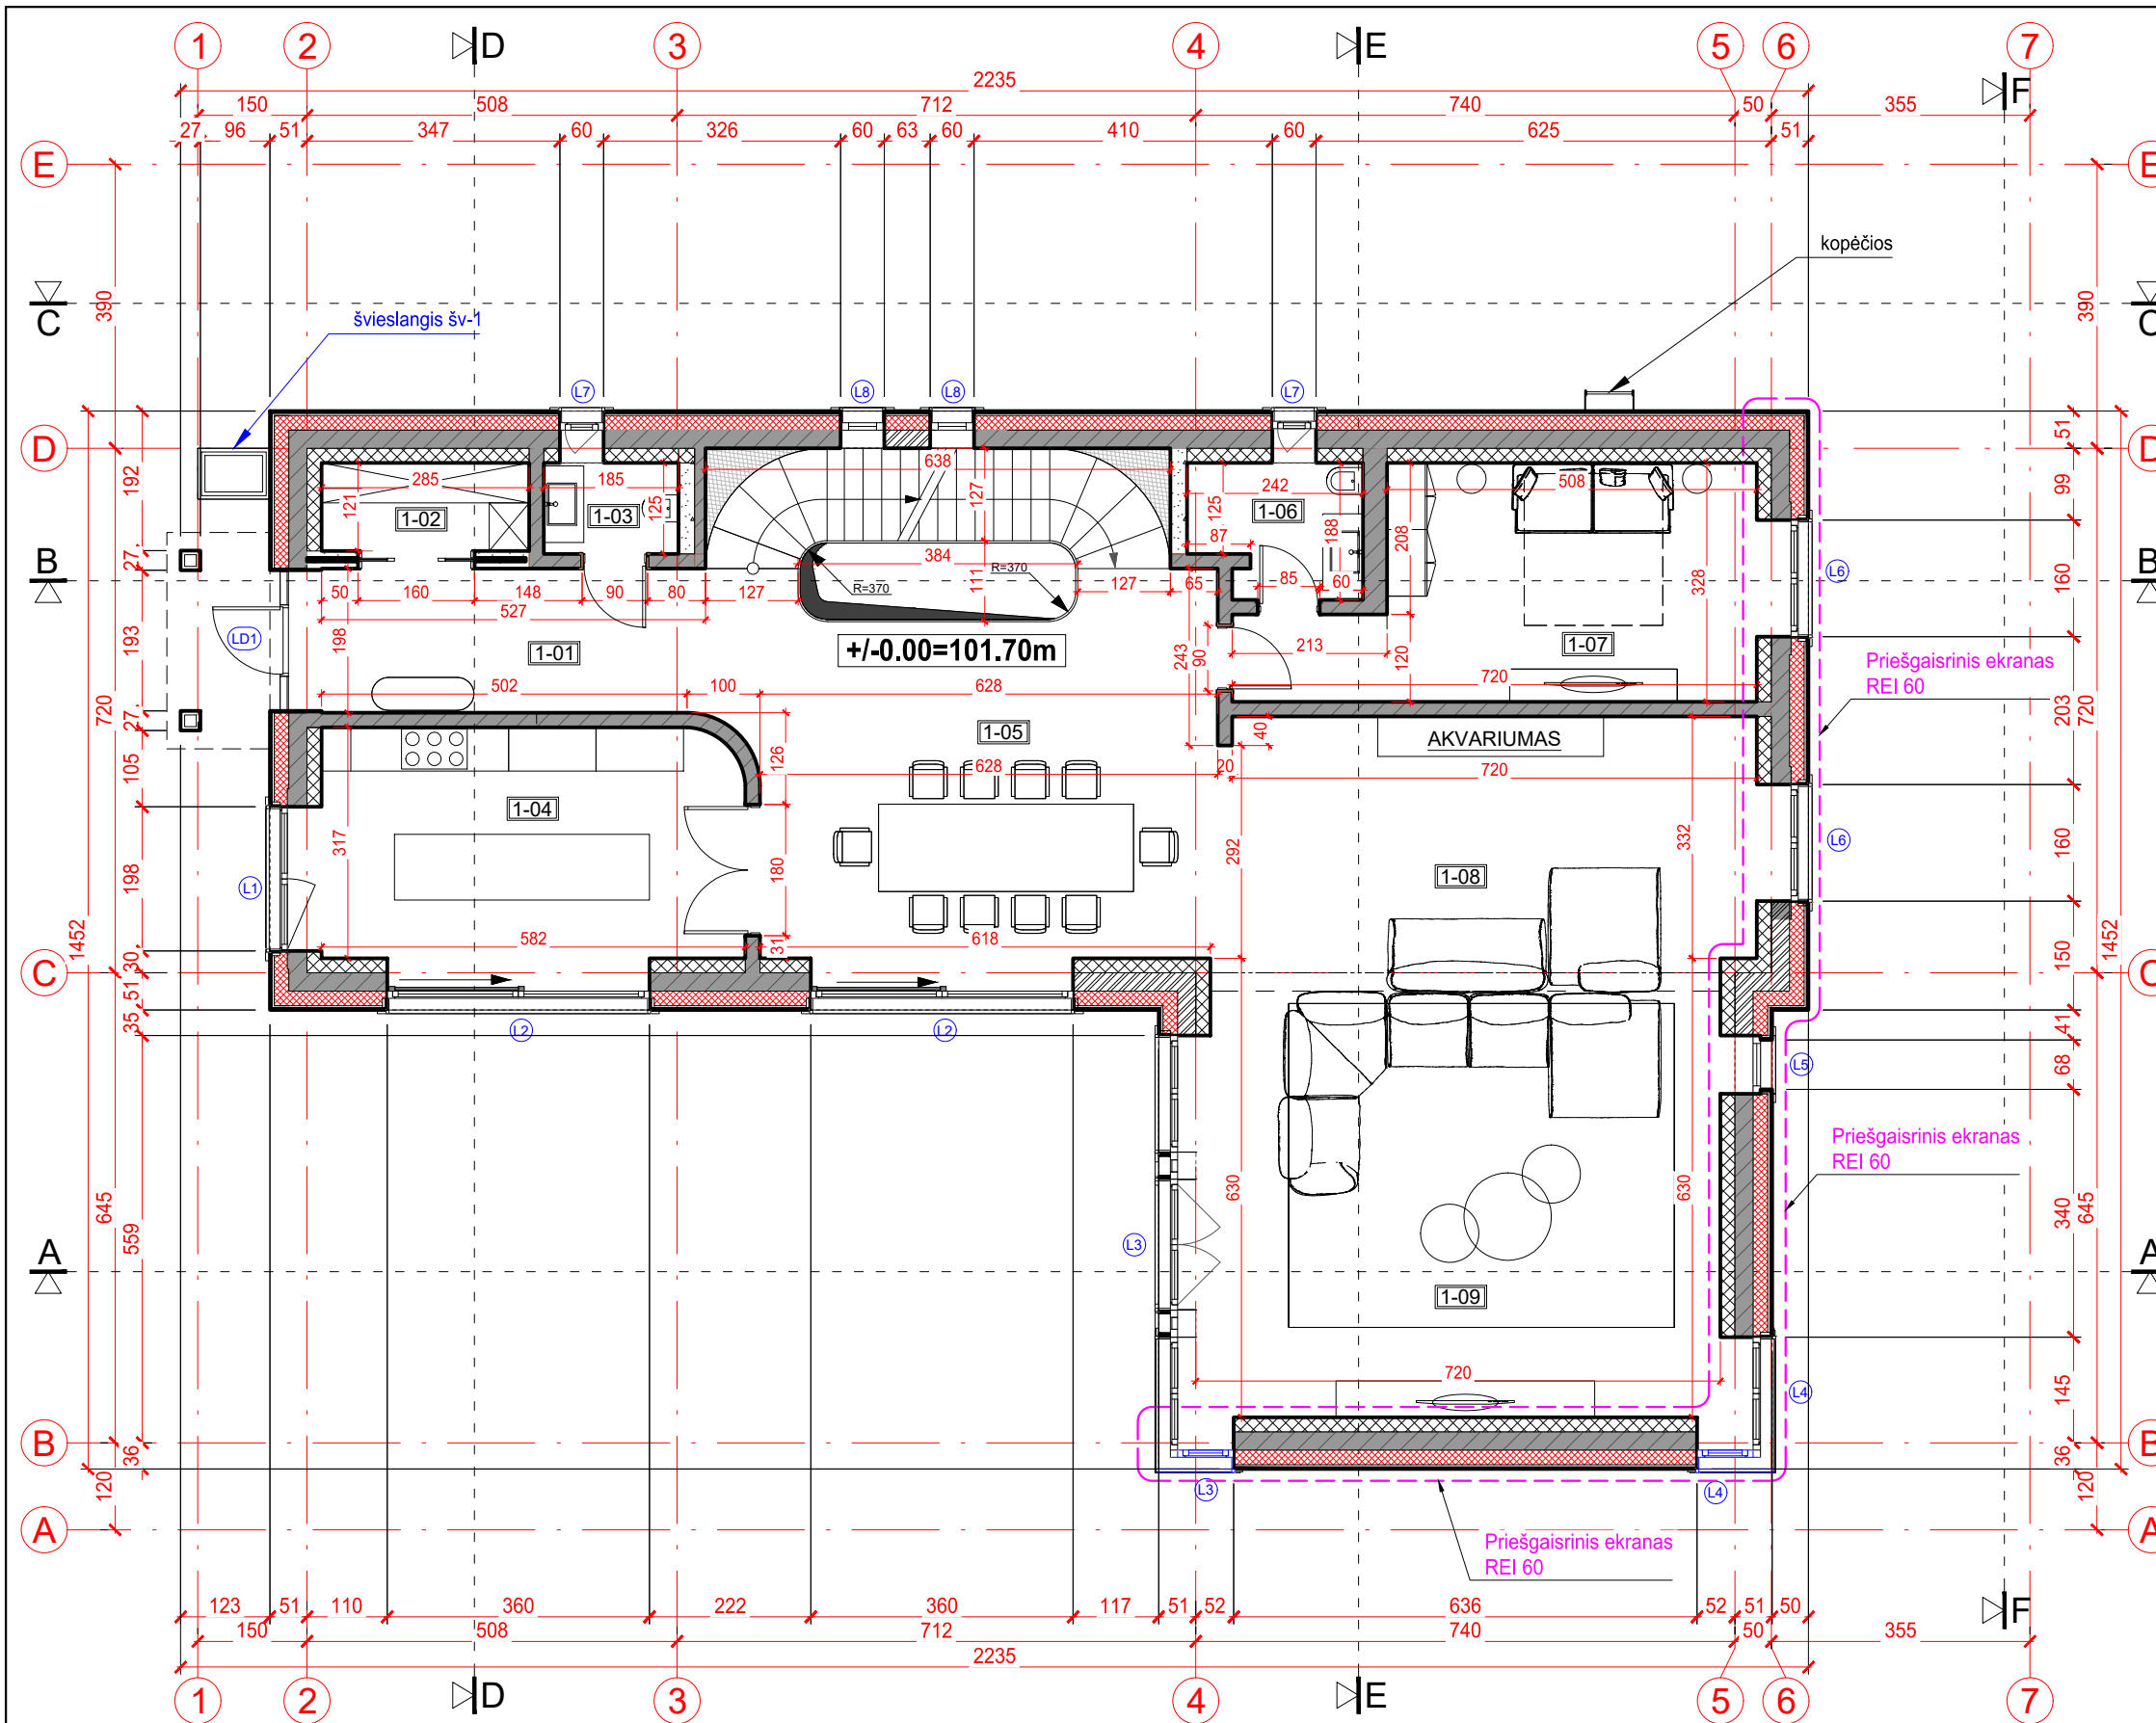 1 2 D 3 4 E 5 6 7
2235
F
150 508 712 740 50 355
27 96 51 347 60 326 60 63 60 410 60 625 51
E E
kopėčios
390 390
C C
švieslangis šv-1
L7 L8 L8 L7
D D
51
192 99
638
285 185 127 242 508
121 125 125 188 208 328
1-02 1-03 1-06
87
384
R=370 R=370
111
B B
27 27
L6
160
50 160 148 90 80 127 127 65 85 60
527
LD1
193
198
1-01
+/-0.00=101.70m
243 90 213 120
1-07
Priešgaisrinis ekranas
REI 60
502 100 628 720
720 203 720
1-05
40
AKVARIUMAS
126
628 20 720
105
1-04
317
292 332
L6
160
180
L1
198
1-08
1452 1452
582 31 618
30 150
C C
51
35
L2 L2
41
L5
68
Priešgaisrinis ekranas
REI 60
645 559 630 630 340 645
A A
L3
1-09
720
L4
145
B B
36 36
120 120
L3 L4
A A
Priešgaisrinis ekranas
REI 60
123 51 110 360 222 360 117 51 52 636 52 51 50
F
150 508 712 740 50 355
2235
1 2 D 3 4 E 5 6 7